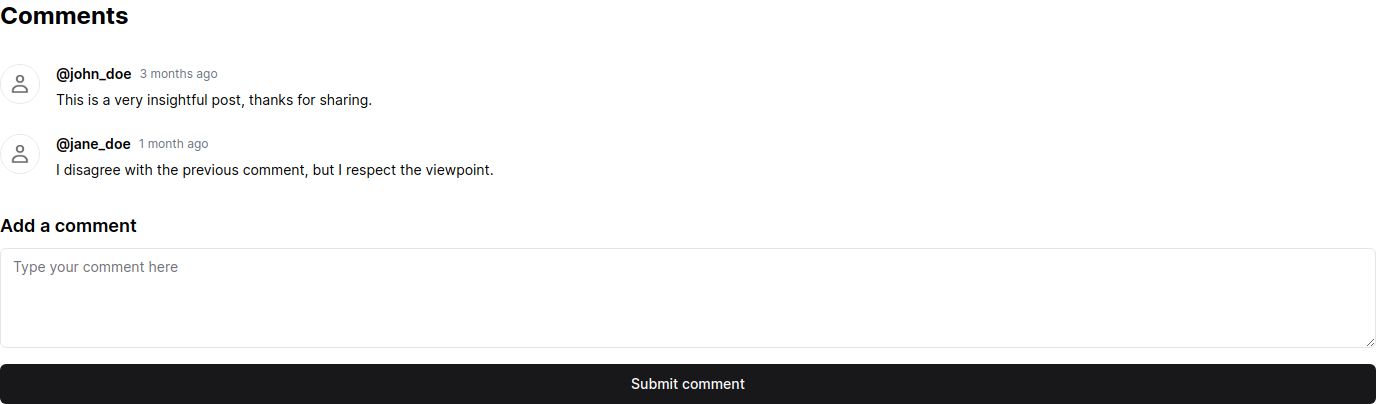 Comments
@john_doe 3 months ago
This is a very insightful post, thanks for sharing.
@jane_doe 1 month ago
I disagree with the previous comment, but I respect the viewpoint.
Add a comment
Type your comment here
Submit comment